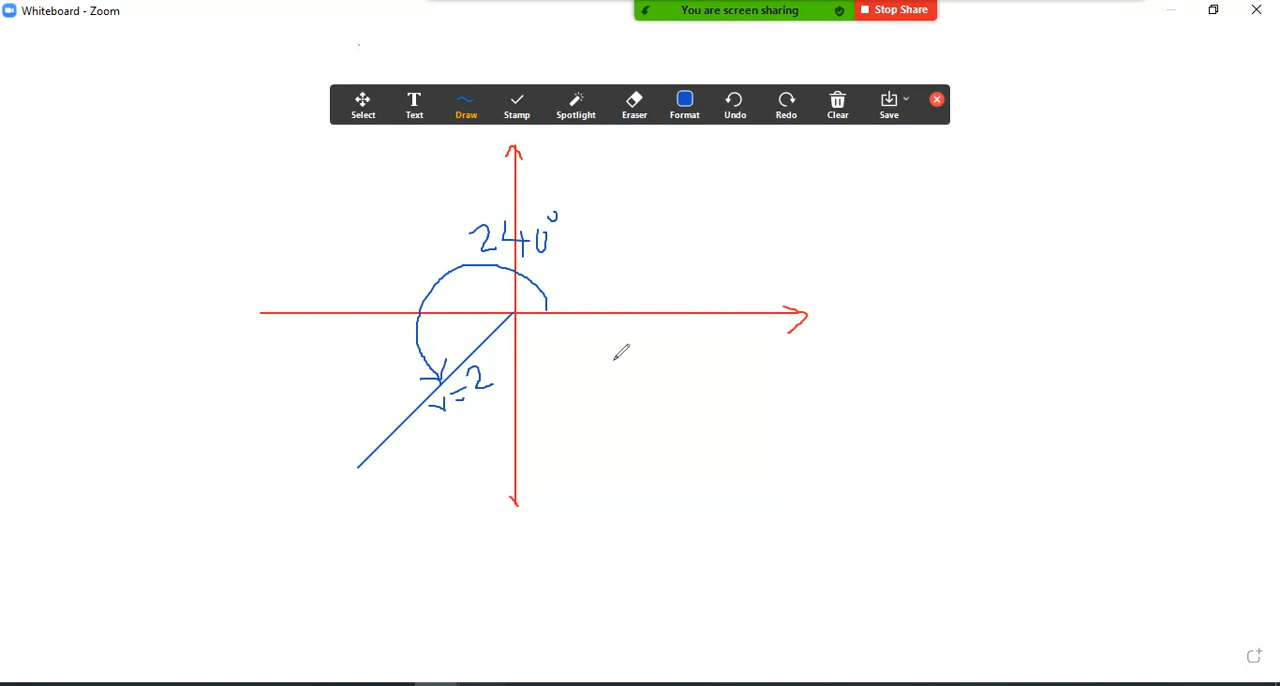 Whiteboard - Zoom
You are screen sharing
Stop Share
Select
Text
Draw
Stamp
Spotlight
Eraser
Format
Undo
Redo
Clear
Save
240°
r=2